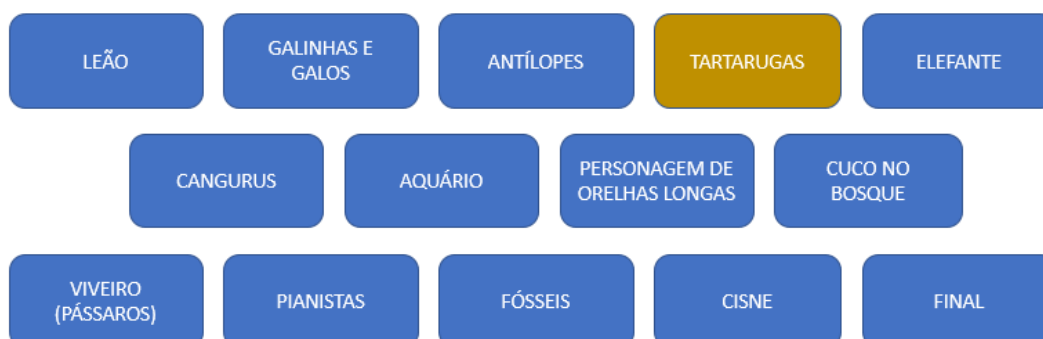 LEÃO
GALINHAS E
GALOS
ANTÍLOPES
TARTARUGAS
ELEFANTE
CANGURUS
AQUÁRIO
PERSONAGEM DE
ORELHAS LONGAS
CUCO NO
BOSQUE
VIVEIRO
(PÁSSAROS)
PIANISTAS
FÓSSEIS
CISNE
FINAL